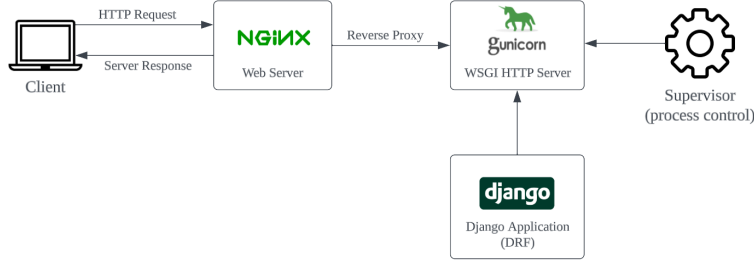 HTTP Request
NGiNX
Reverse Proxy
gunicorn
Server Response
Web Server
WSGI HTTP Server
Client
Supervisor
(process control)
django
Django Application
(DRF)